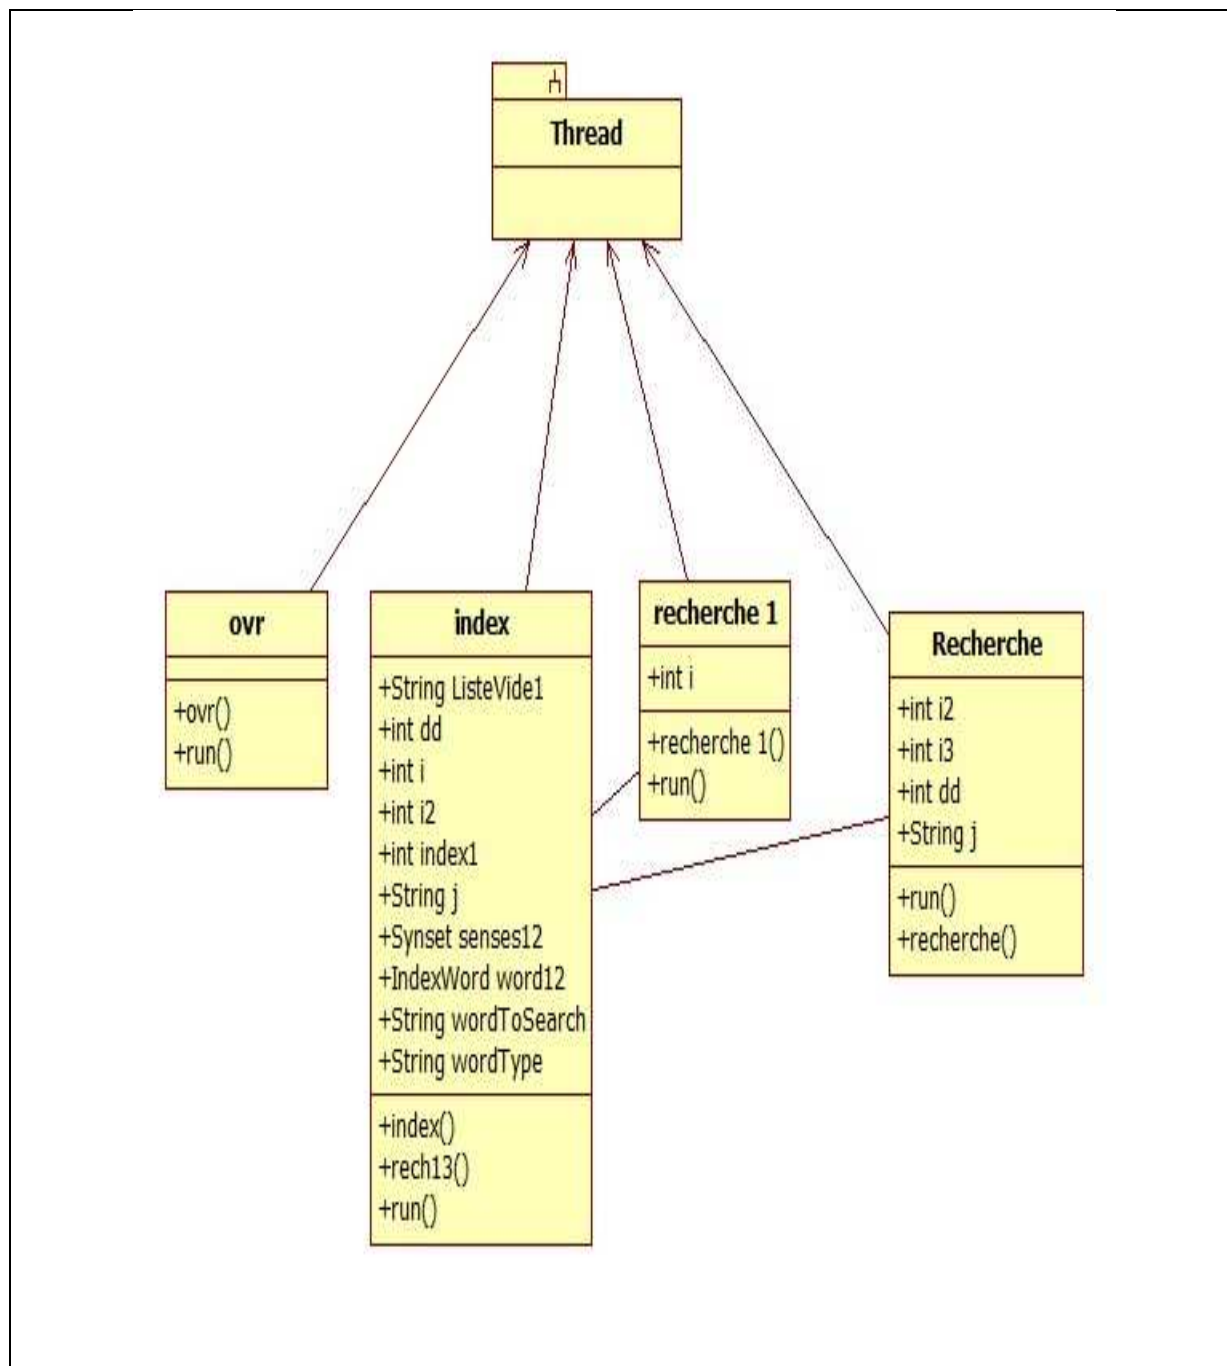 Thread
ovr
+ovr()
+run()
index
+String ListeVide1
+int dd
+int i
+int i2
+int index1
+String j
+Synset senses12
+IndexWord word12
+String wordToSearch
+String wordType
+index()
+rech13()
+run()
recherche 1
+int i
+recherche 1()
+run()
Recherche
+int i2
+int i3
+int dd
+String j
+run()
+recherche()